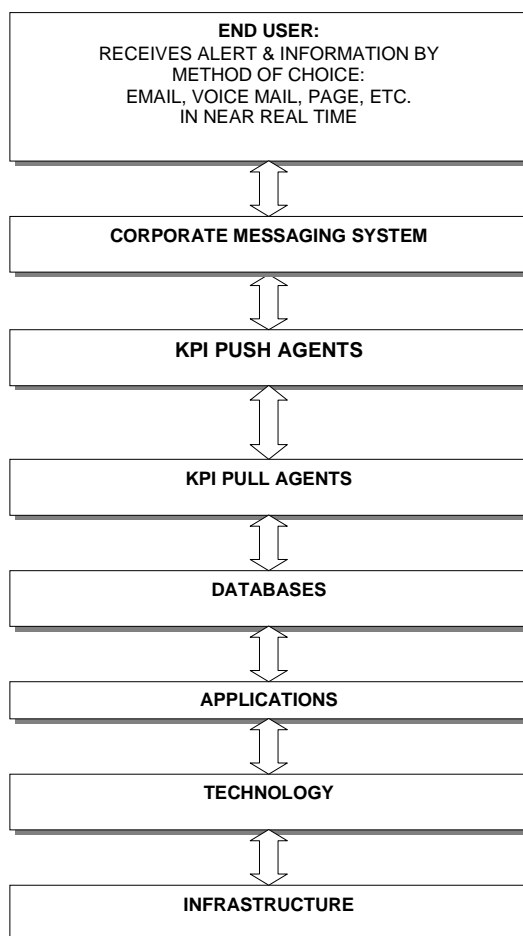 END USER:
RECEIVES ALERT & INFORMATION BY
METHOD OF CHOICE:
EMAIL, VOICE MAIL, PAGE, ETC.
IN NEAR REAL TIME
CORPORATE MESSAGING SYSTEM
KPI PUSH AGENTS
KPI PULL AGENTS
DATABASES
APPLICATIONS
TECHNOLOGY
INFRASTRUCTURE